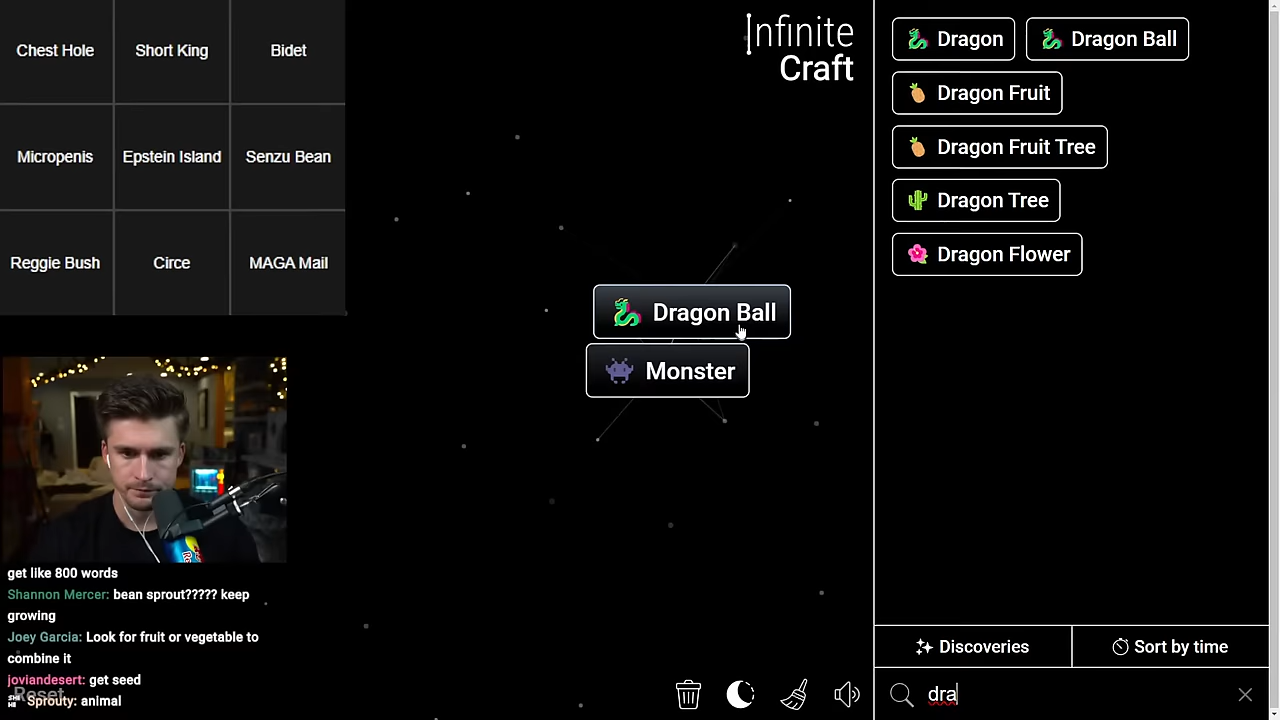 Chest Hole
Short King
Bidet
Micropenis
Epstein Island
Senzu Bean
Reggie Bush
Circe
MAGA Mail
Infinite
Craft
Dragon
Dragon Ball
Dragon Fruit
Dragon Fruit Tree
Dragon Tree
Dragon Flower
Dragon Ball
Monster
get like 800 words
Shannon Mercer: bean sprout????? keep
growing
Joey Garcia: Look for fruit or vegetable to
combine it
joviandesert: get seed
Sprouty: animal
Reset
Discoveries
Sort by time
dra